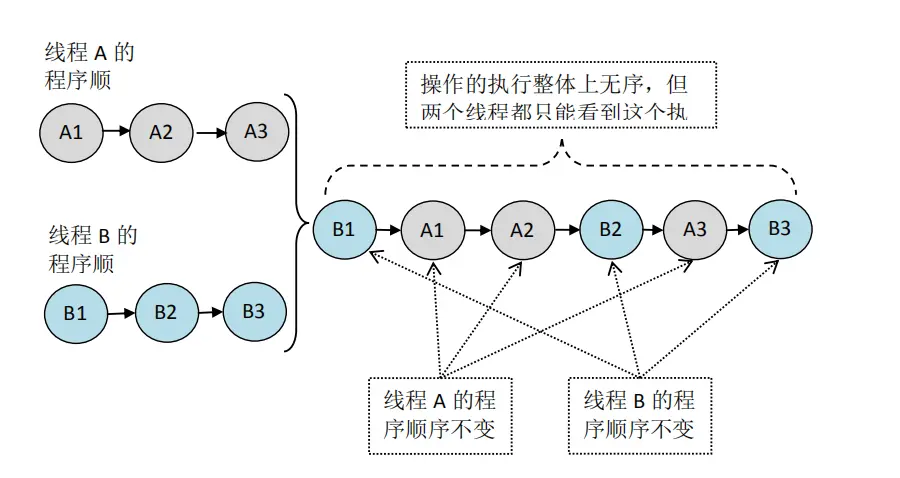 线程 A 的
程序顺
A1
A2
A3
线程 B 的
程序顺
B1
B2
B3
操作的执行整体上无序，但
两个线程都只能看到这个执
B1
A1
A2
B2
A3
B3
线程 A 的程
序顺序不变
线程 B 的程
序顺序不变